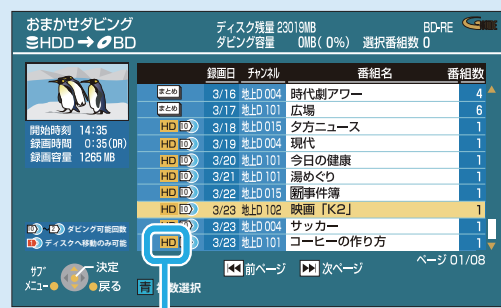 おまかせダビング
HDD → BD
ディスク残量 23019MB BD-RE
ダビング容量 0MB( 0%) 選択番組数 0
録画日 チャンネル 番組名 番組数
まとめ 3/16 地上D 004 時代劇アワー 4
まとめ 3/17 地上D 101 広場 6
HD 10 3/18 地上D 015 夕方ニュース 1
HD 10 3/19 地上D 004 現代 1
HD 10 3/20 地上D 101 今日の健康 1
HD 10 3/21 地上D 101 湯めぐり 1
HD 10 3/22 地上D 015 新事件簿 1
HD 10 3/23 地上D 102 映画「K2」 1
3/23 地上D 004 サッカー 1
HD 10 3/23 地上D 101 コーヒーの作り方 1
開始時刻 14:35
録画時間 0:35(DR)
録画容量 1265MB
ダビング可能回数
ディスクへ移動のみ可能
サブメニュー 決定
戻る
前ページ 次ページ ページ 01/08
青 複数選択